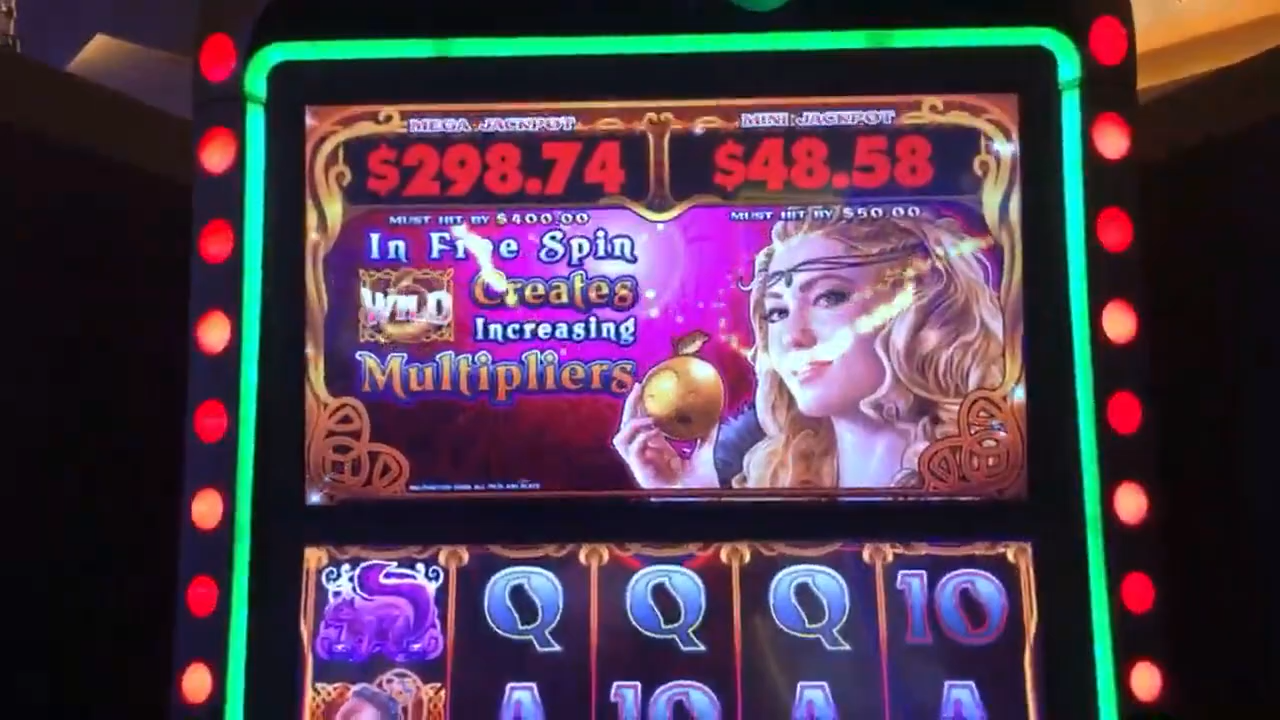 MEGA JACKPOT
MINI JACKPOT
$298.74
$48.58
MUST HIT BY $400.00
MUST HIT BY $50.00
In Free Spin
WILD
Creates
Increasing
Multipliers
Q
Q
Q
10
A
10
A
A